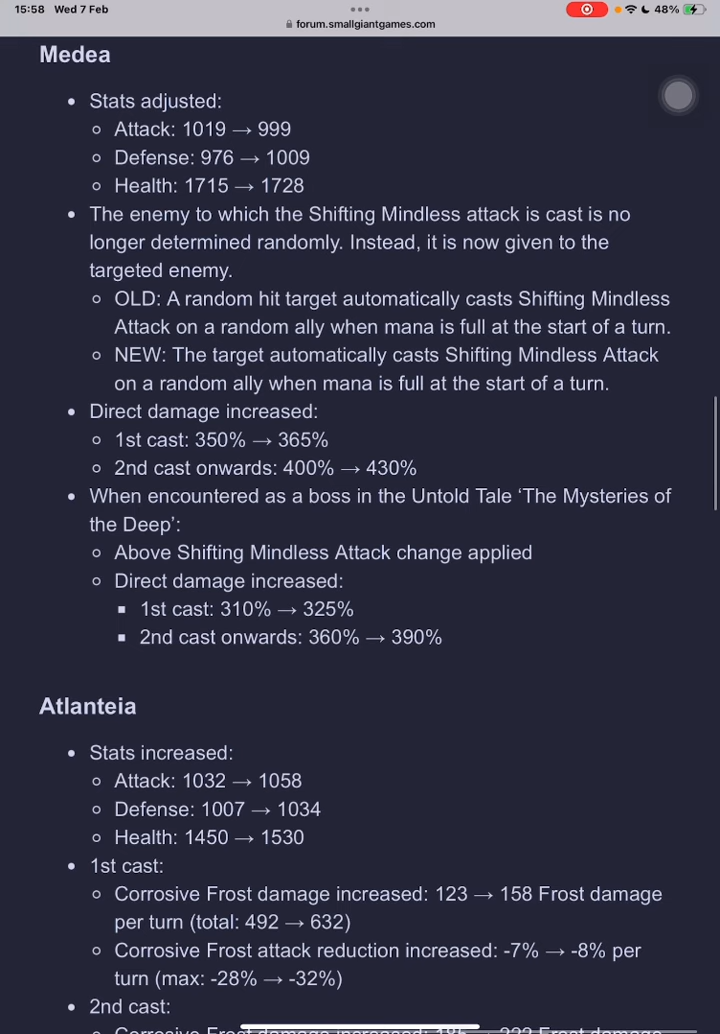 15:58 Wed 7 Feb
48%
forum.smallgiantgames.com
Medea
• Stats adjusted:
○ Attack: 1019 → 999
○ Defense: 976 → 1009
○ Health: 1715 → 1728
• The enemy to which the Shifting Mindless attack is cast is no
longer determined randomly. Instead, it is now given to the
targeted enemy.
○ OLD: A random hit target automatically casts Shifting Mindless
Attack on a random ally when mana is full at the start of a turn.
○ NEW: The target automatically casts Shifting Mindless Attack
on a random ally when mana is full at the start of a turn.
• Direct damage increased:
○ 1st cast: 350% → 365%
○ 2nd cast onwards: 400% → 430%
• When encountered as a boss in the Untold Tale ‘The Mysteries of
the Deep’:
○ Above Shifting Mindless Attack change applied
○ Direct damage increased:
▪ 1st cast: 310% → 325%
▪ 2nd cast onwards: 360% → 390%
Atlanteia
• Stats increased:
○ Attack: 1032 → 1058
○ Defense: 1007 → 1034
○ Health: 1450 → 1530
• 1st cast:
○ Corrosive Frost damage increased: 123 → 158 Frost damage
per turn (total: 492 → 632)
○ Corrosive Frost attack reduction increased: -7% → -8% per
turn (max: -28% → -32%)
• 2nd cast:
○ Corrosive Frost damage increased: → Frost damage